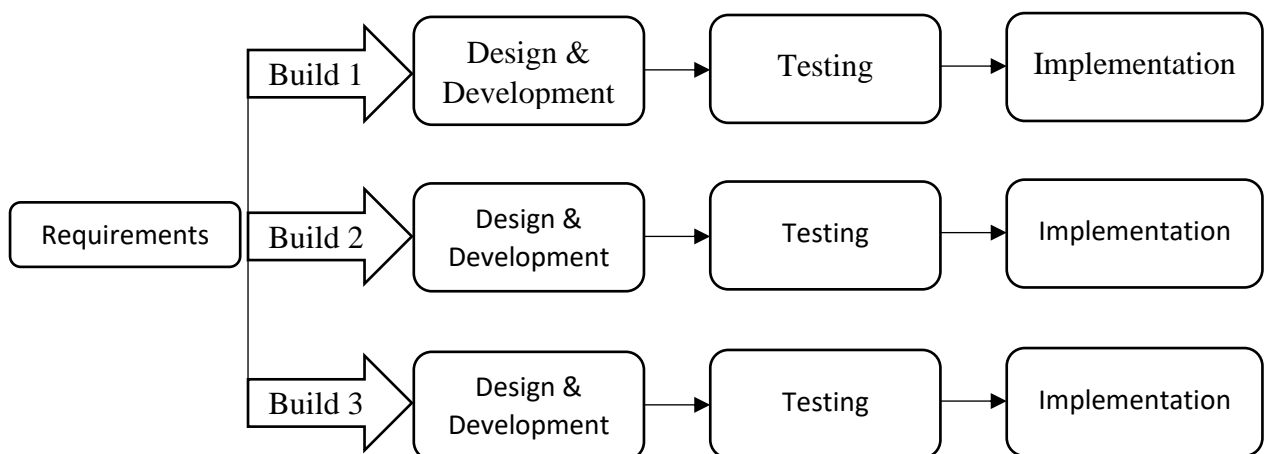 Build 1
Design &
Development
Testing
Implementation
Requirements
Build 2
Design &
Development
Testing
Implementation
Build 3
Design &
Development
Testing
Implementation